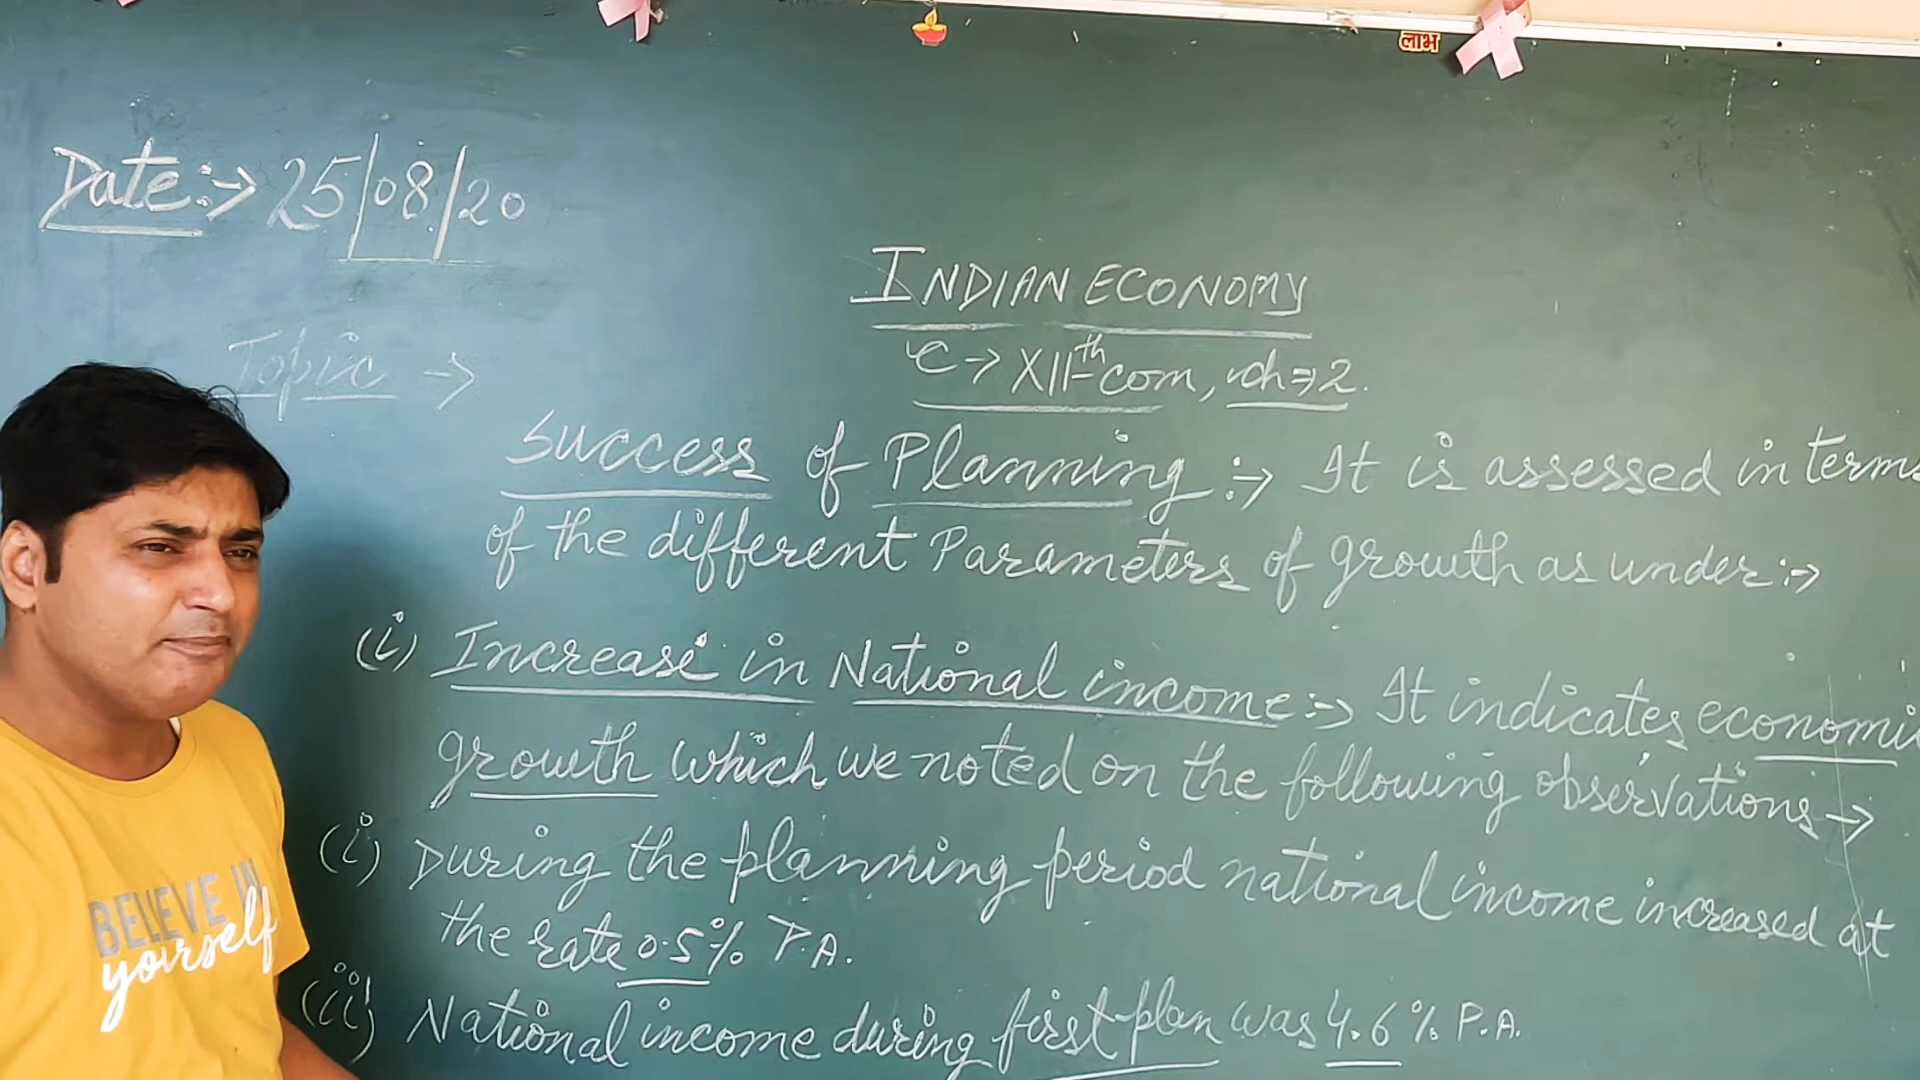 लाभ
Date:→ 25/08/20
INDIAN ECONOMY
C → XIIth com, ch⇒2.
Topic →
Success of Planning :→ It is assessed in terms
of the different Parameters of growth as under:→
(i) Increase in National income:→ It indicates economi
growth which we noted on the following observations→
(i) During the planning period national income increased at
the rate 0.5% P.A.
(ii) National income during first plan was 4.6% P.A.
BELIEVE IN
yourself